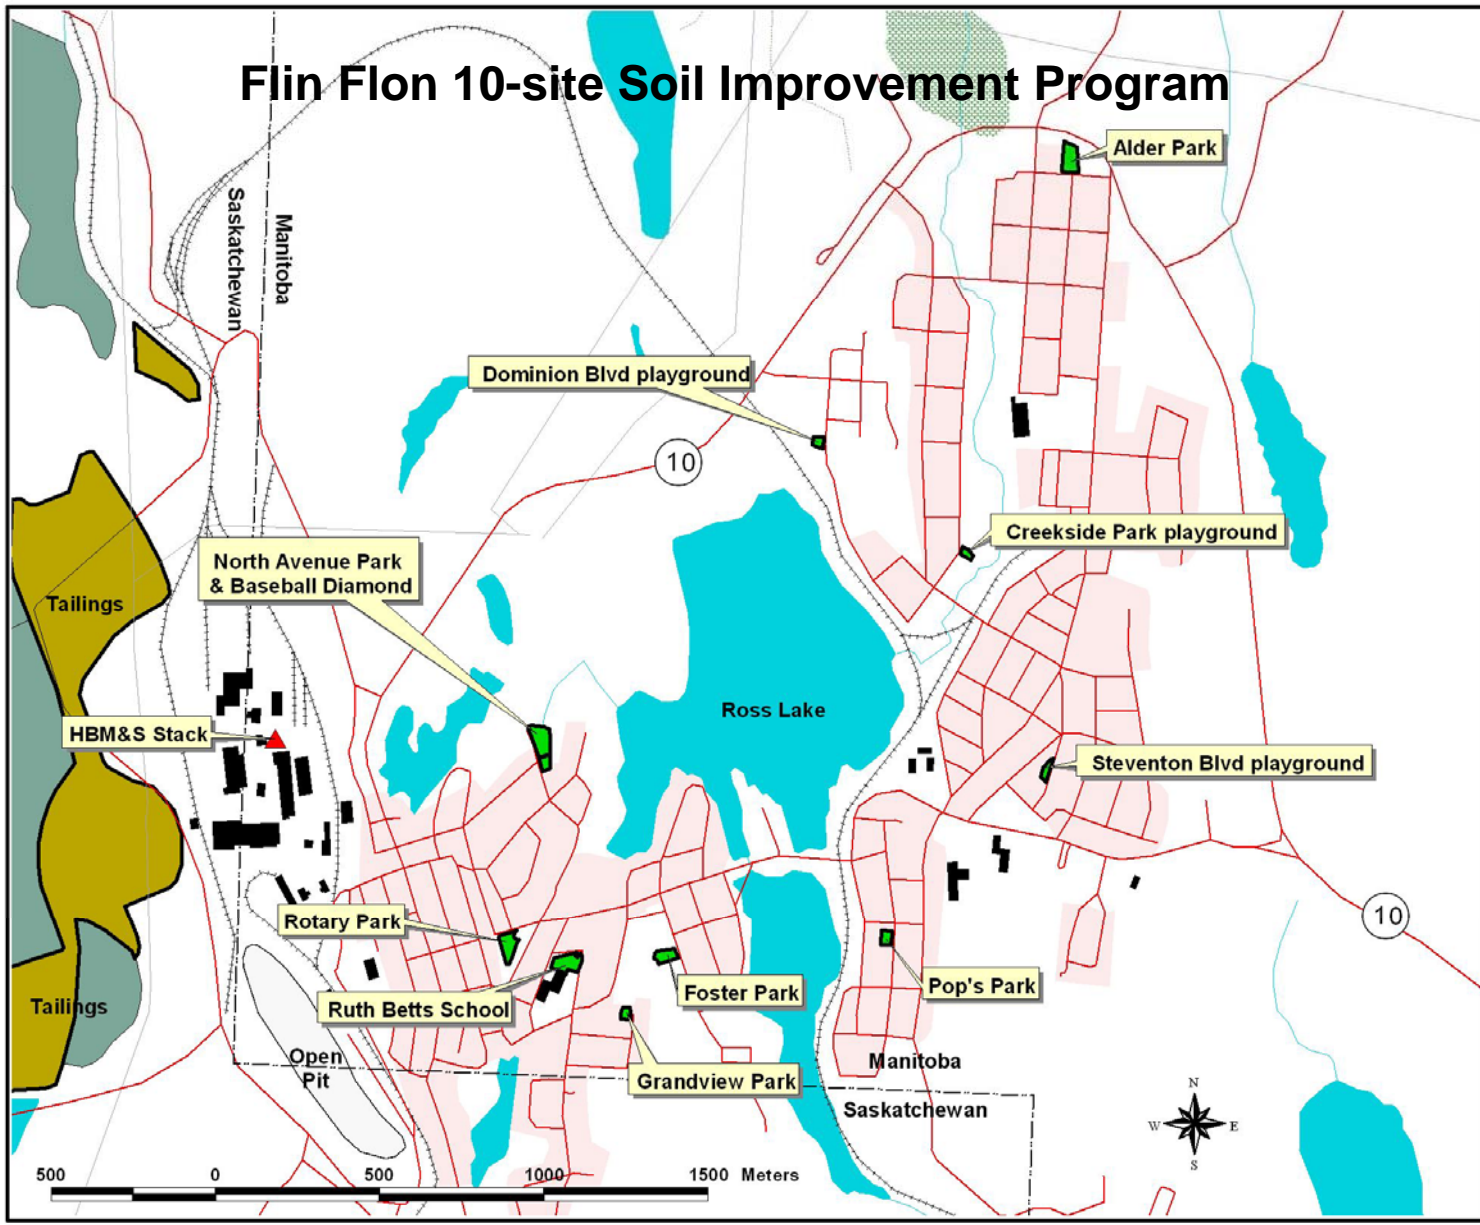 Flin Flon 10-site Soil Improvement Program
Alder Park
Saskatchewan
Manitoba
Dominion Blvd playground
10
Creekside Park playground
North Avenue Park
& Baseball Diamond
Tailings
HBM&S Stack
Ross Lake
Steventon Blvd playground
Rotary Park
10
Ruth Betts School
Foster Park
Pop's Park
Tailings
Open
Pit
Grandview Park
Manitoba
Saskatchewan
N
W E
S
500 0 500 1000 1500 Meters